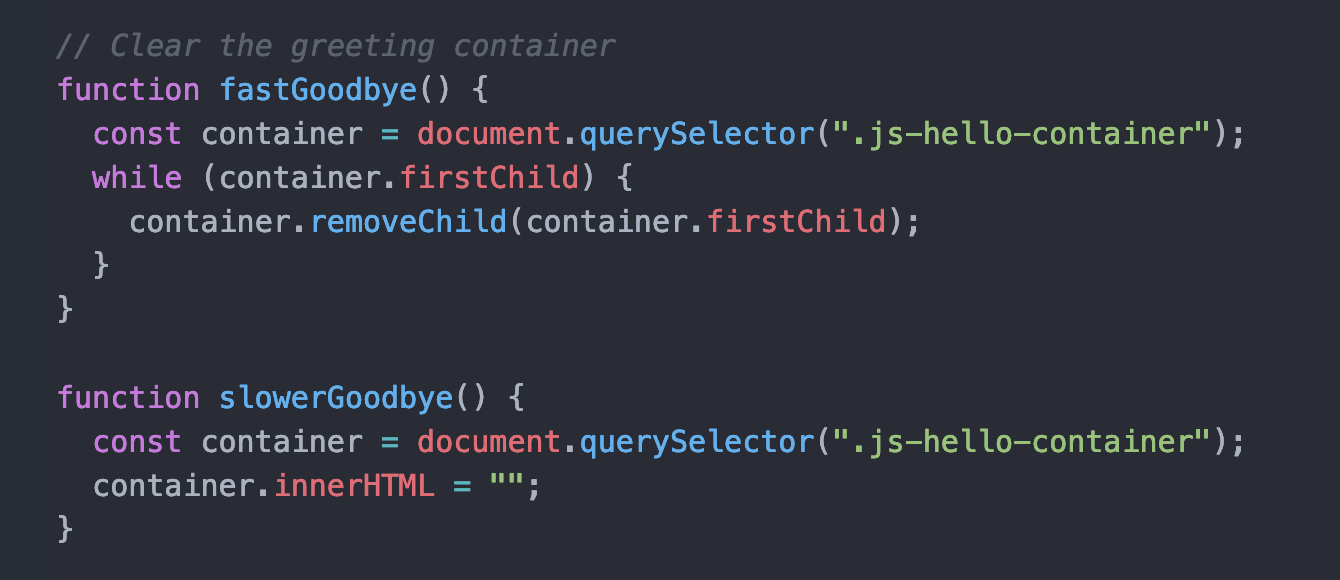 // Clear the greeting container
function fastGoodbye() {
  const container = document.querySelector(".js-hello-container");
  while (container.firstChild) {
    container.removeChild(container.firstChild);
  }
}

function slowerGoodbye() {
  const container = document.querySelector(".js-hello-container");
  container.innerHTML = "";
}